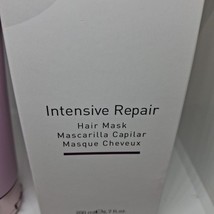 Intensive Repair
Hair Mask
Mascarilla Capilar
Masque Cheveux